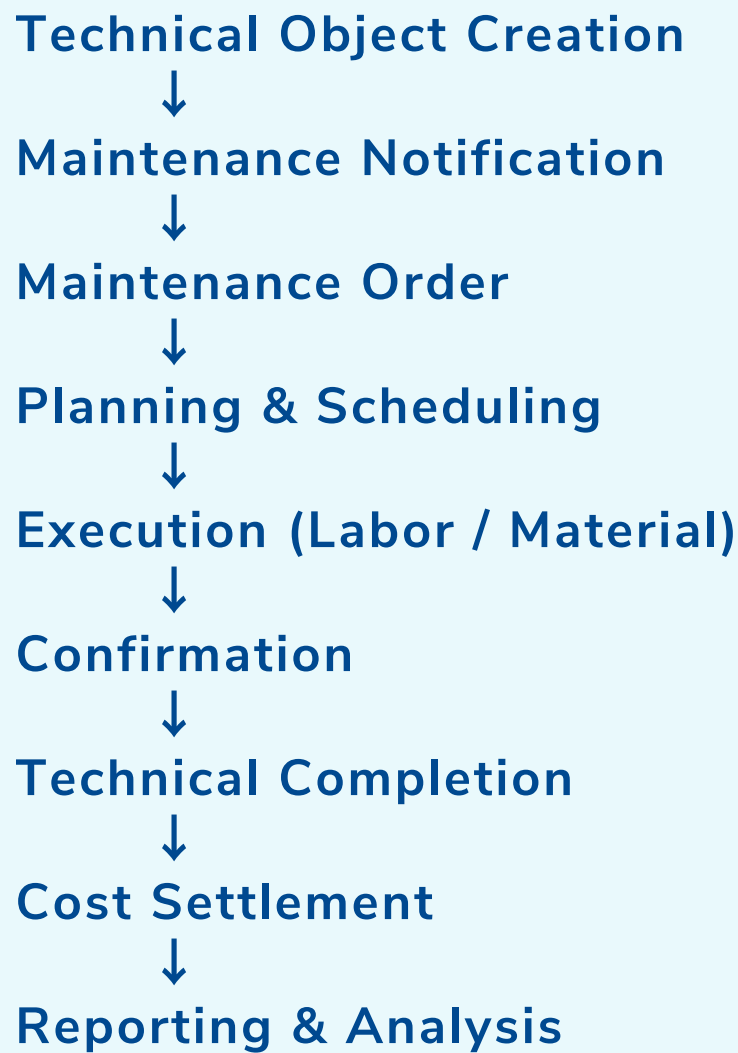 Technical Object Creation
↓
Maintenance Notification
↓
Maintenance Order
↓
Planning & Scheduling
↓
Execution (Labor / Material)
↓
Confirmation
↓
Technical Completion
↓
Cost Settlement
↓
Reporting & Analysis